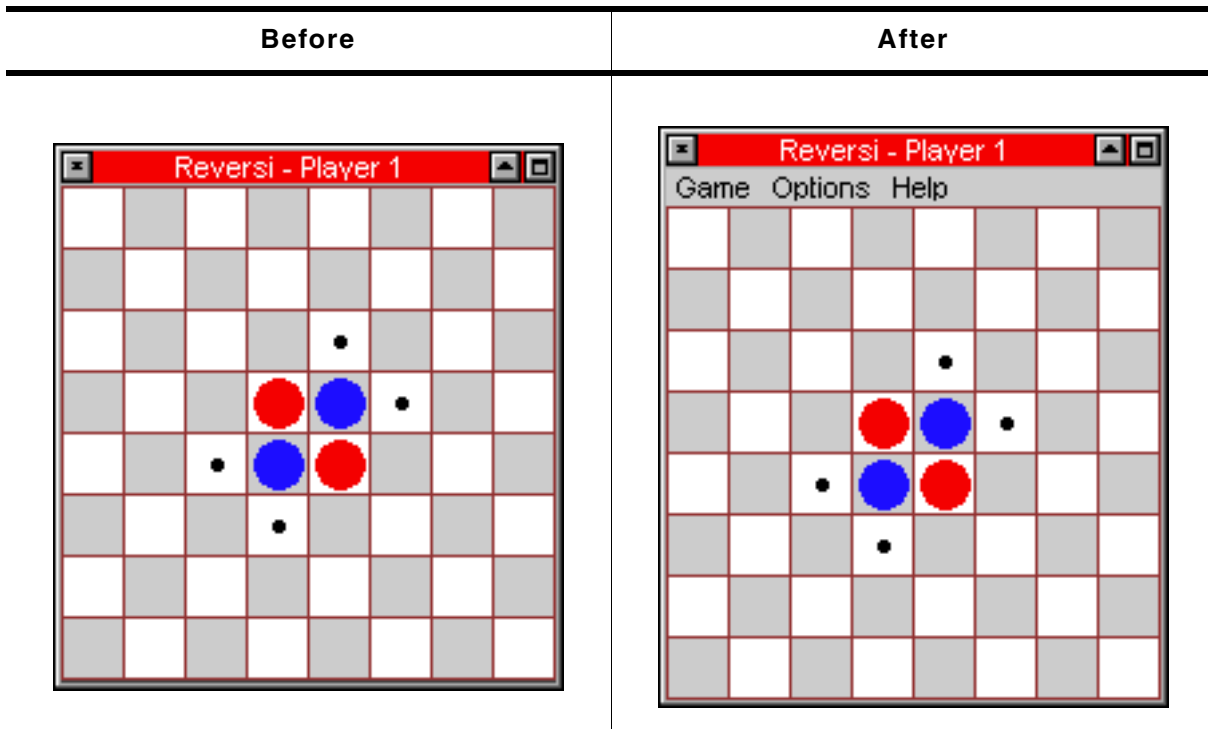 Before
After
Reversi - Player 1
Reversi - Player 1
Game Options Help